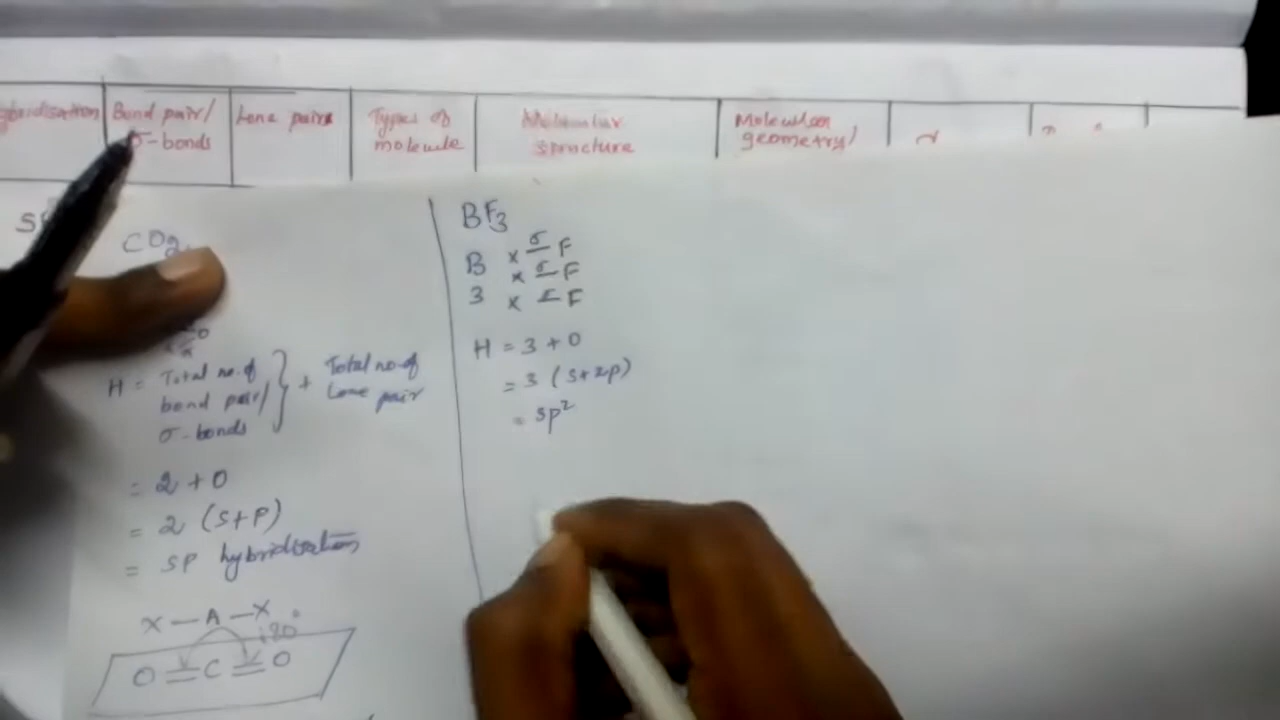 Bond pair/
σ-bonds
Lone pairs
Types of
molecule
Molecular
structure
Molecular
geometry/
CO2
O
H = Total no. of
bond pair/
σ-bonds
+ Total no. of
Lone pair
= 2 + 0
= 2 (S+P)
= SP hybridisation
X — A — X
120°
O = C = O
BF3
B × σ F
× σ F
3 × σ F
H = 3 + 0
= 3 (S+2P)
= SP²